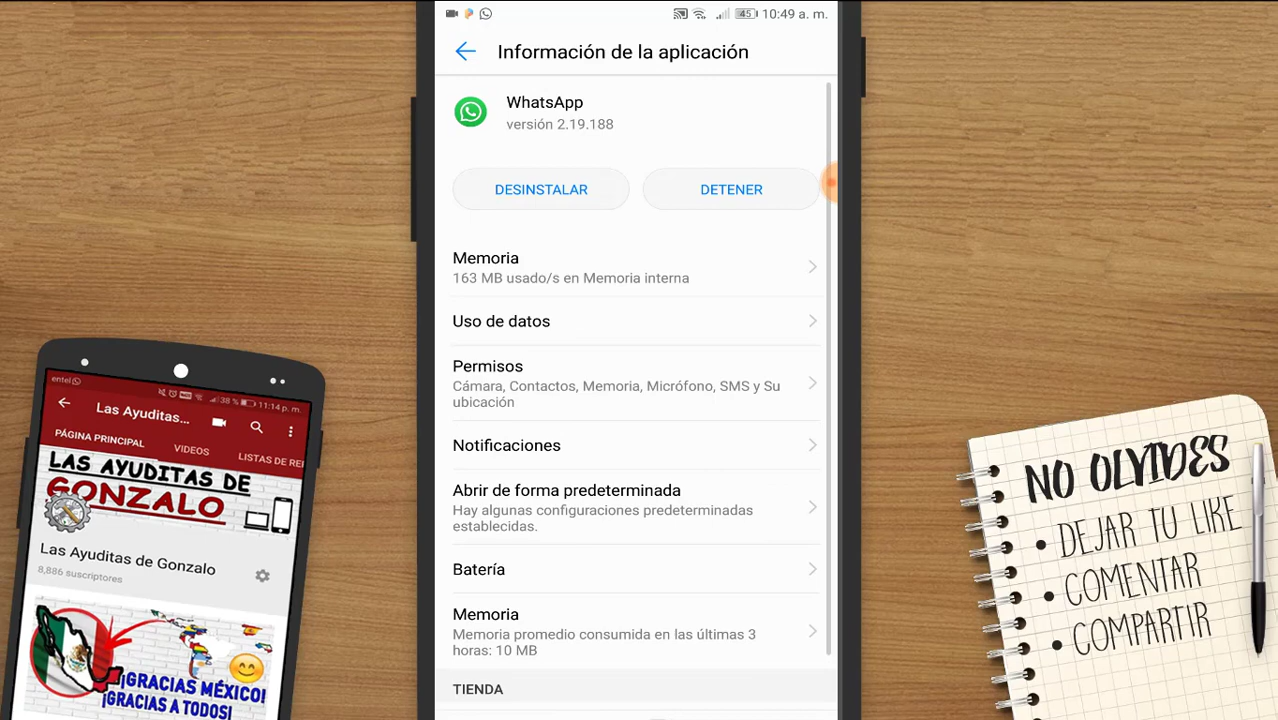 45 10:49 a. m.
Información de la aplicación
WhatsApp
versión 2.19.188
DESINSTALAR DETENER
Memoria
163 MB usado/s en Memoria interna
Uso de datos
Permisos
Cámara, Contactos, Memoria, Micrófono, SMS y Su
ubicación
Notificaciones
Abrir de forma predeterminada
Hay algunas configuraciones predeterminadas
establecidas.
Batería
Memoria
Memoria promedio consumida en las últimas 3
horas: 10 MB
TIENDA
entel 38 % 11:14 p. m.
Las Ayuditas...
PÁGINA PRINCIPAL VIDEOS LISTAS DE RE
LAS AYUDITAS DE
GONZALO
Las Ayuditas de Gonzalo
8,886 suscriptores
¡GRACIAS MÉXICO!
¡GRACIAS A TODOS!
NO OLVIDES
• DEJAR TU LIKE
• COMENTAR
• COMPARTIR